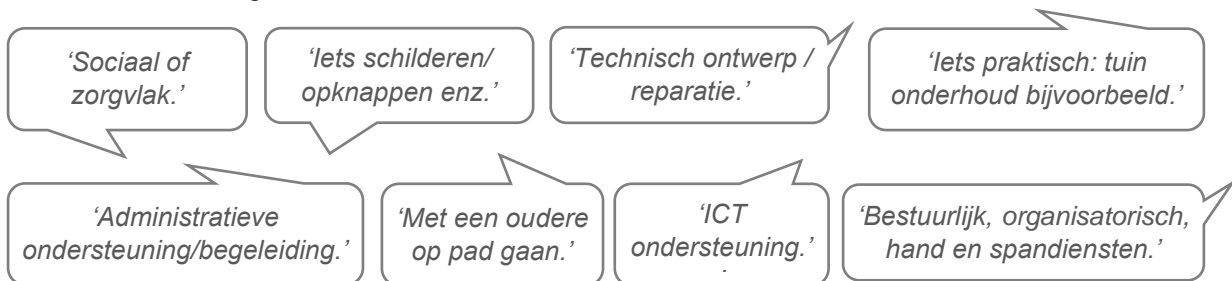 ‘Sociaal of
zorgvlak.’
‘Iets schilderen/
opknappen enz.’
‘Technisch ontwerp /
reparatie.’
‘Iets praktisch: tuin
onderhoud bijvoorbeeld.’
‘Administratieve
ondersteuning/begeleiding.’
‘Met een oudere
op pad gaan.’
‘ICT
ondersteuning.’
‘Bestuurlijk, organisatorisch,
hand en spandiensten.’